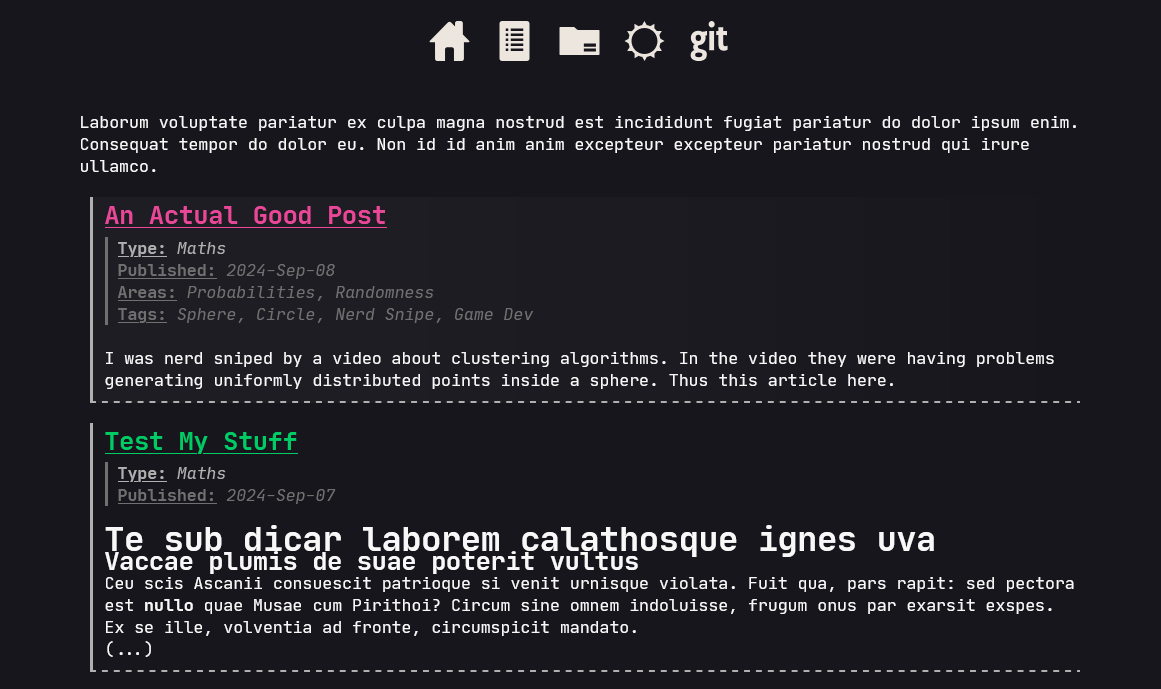 git
Laborum voluptate pariatur ex culpa magna nostrud est incididunt fugiat pariatur do dolor ipsum enim.
Consequat tempor do dolor eu. Non id id anim anim excepteur excepteur pariatur nostrud qui irure
ullamco.
An Actual Good Post
Type: Maths
Published: 2024-Sep-08
Areas: Probabilities, Randomness
Tags: Sphere, Circle, Nerd Snipe, Game Dev
I was nerd sniped by a video about clustering algorithms. In the video they were having problems
generating uniformly distributed points inside a sphere. Thus this article here.
Test My Stuff
Type: Maths
Published: 2024-Sep-07
Te sub dicar laborem calathosque ignes uva
Vaccae plumis de suae poterit vultus
Ceu scis Ascanii consuescit patrioque si venit urnisque violata. Fuit qua, pars rapit: sed pectora
est nullo quae Musae cum Pirithoi? Circum sine omnem indoluisse, frugum onus par exarsit exspes.
Ex se ille, volventia ad fronte, circumspicit mandato.
(...)